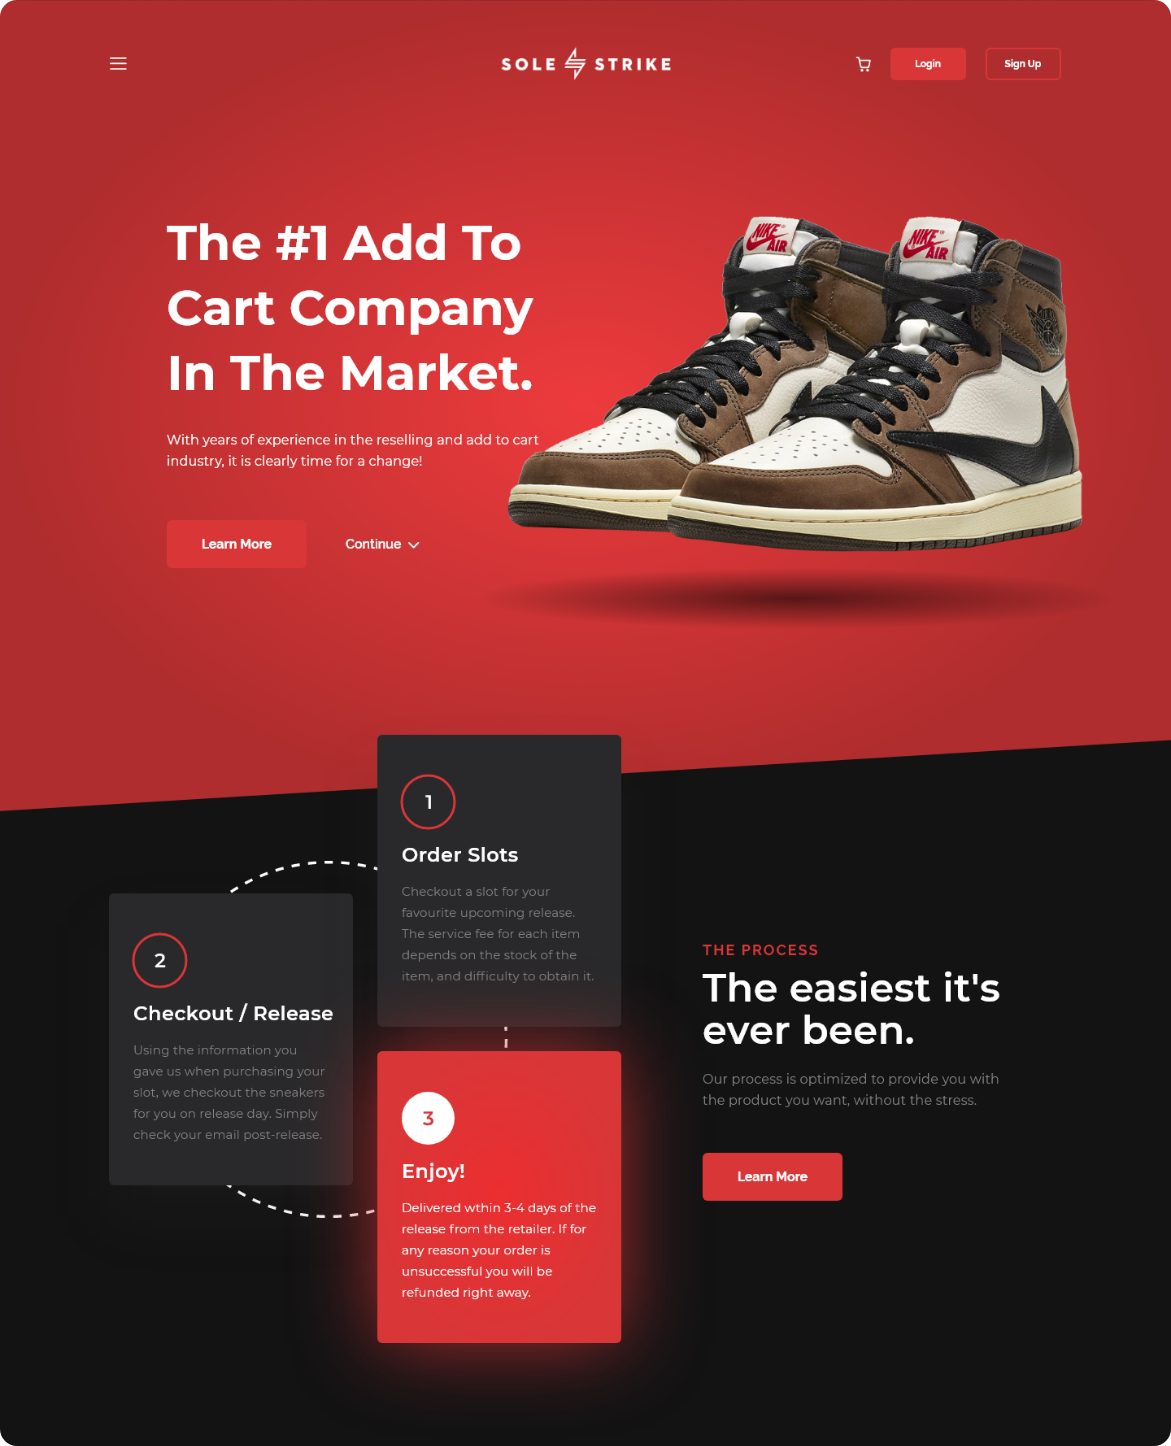 SOLE STRIKE
Login
Sign Up
The #1 Add To
Cart Company
In The Market.
With years of experience in the reselling and add to cart
industry, it is clearly time for a change!
Learn More
Continue
NIKE
AIR
NIKE
AIR
1
Order Slots
Checkout a slot for your
favourite upcoming release.
The service fee for each item
depends on the stock of the
item, and difficulty to obtain it.
2
Checkout / Release
Using the information you
gave us when purchasing your
slot, we checkout the sneakers
for you on release day. Simply
check your email post-release.
3
Enjoy!
Delivered wthin 3-4 days of the
release from the retailer. If for
any reason your order is
unsuccessful you will be
refunded right away.
THE PROCESS
The easiest it's
ever been.
Our process is optimized to provide you with
the product you want, without the stress.
Learn More